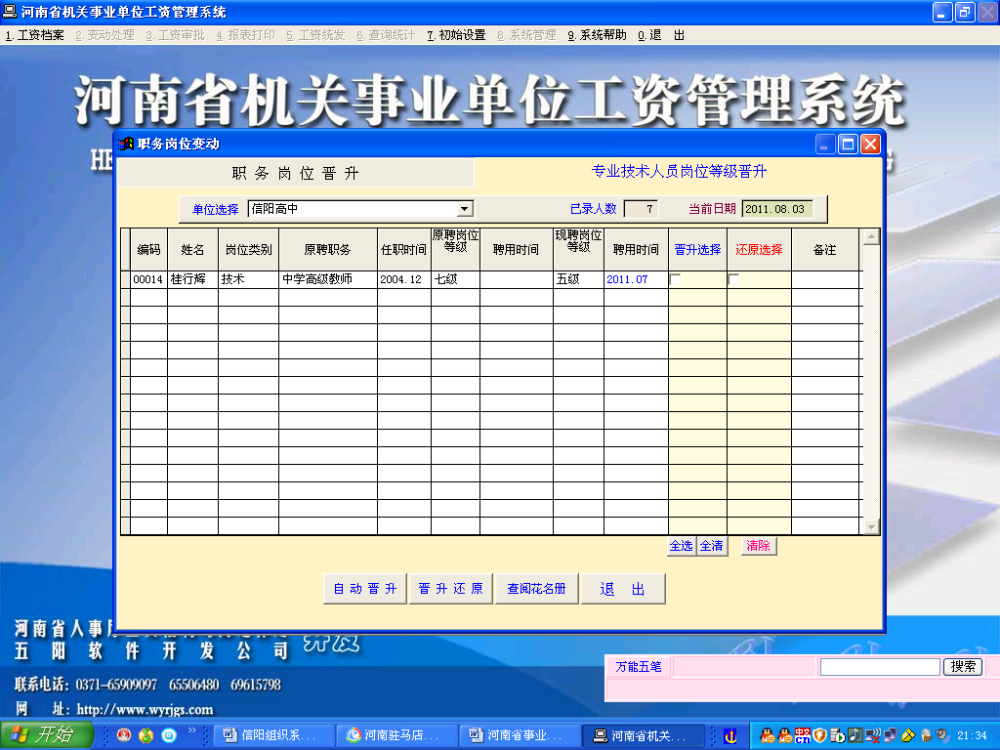 河南省机关事业单位工资管理系统
1.工资档案 2.变动处理 3.工资审批 4.报表打印 5.工资统发 6.查询统计 7.初始设置 8.系统管理 9.系统帮助 0.退 出
河南省机关事业单位工资管理系统
职务岗位变动
职务岗位晋升 专业技术人员岗位等级晋升
单位选择 信阳高中 已录人数 7 当前日期 2011.08.03
编码 姓名 岗位类别 原聘职务 任职时间 原聘岗位等级 聘用时间 现聘岗位等级 聘用时间 晋升选择 还原选择 备注
00014 桂行辉 技术 中学高级教师 2004.12 七级 五级 2011.07
全选 全清 清除
自动晋升 晋升还原 查阅花名册 退 出
河南省人事
五阳软件开发公司 开发
联系电话: 0371-65909097 65506480 69615798
网 址: http://www.wyrjgs.com
万能五笔 搜索
开始 信阳组织系... 河南驻马店... 河南省事业... 河南省机关... 21:34